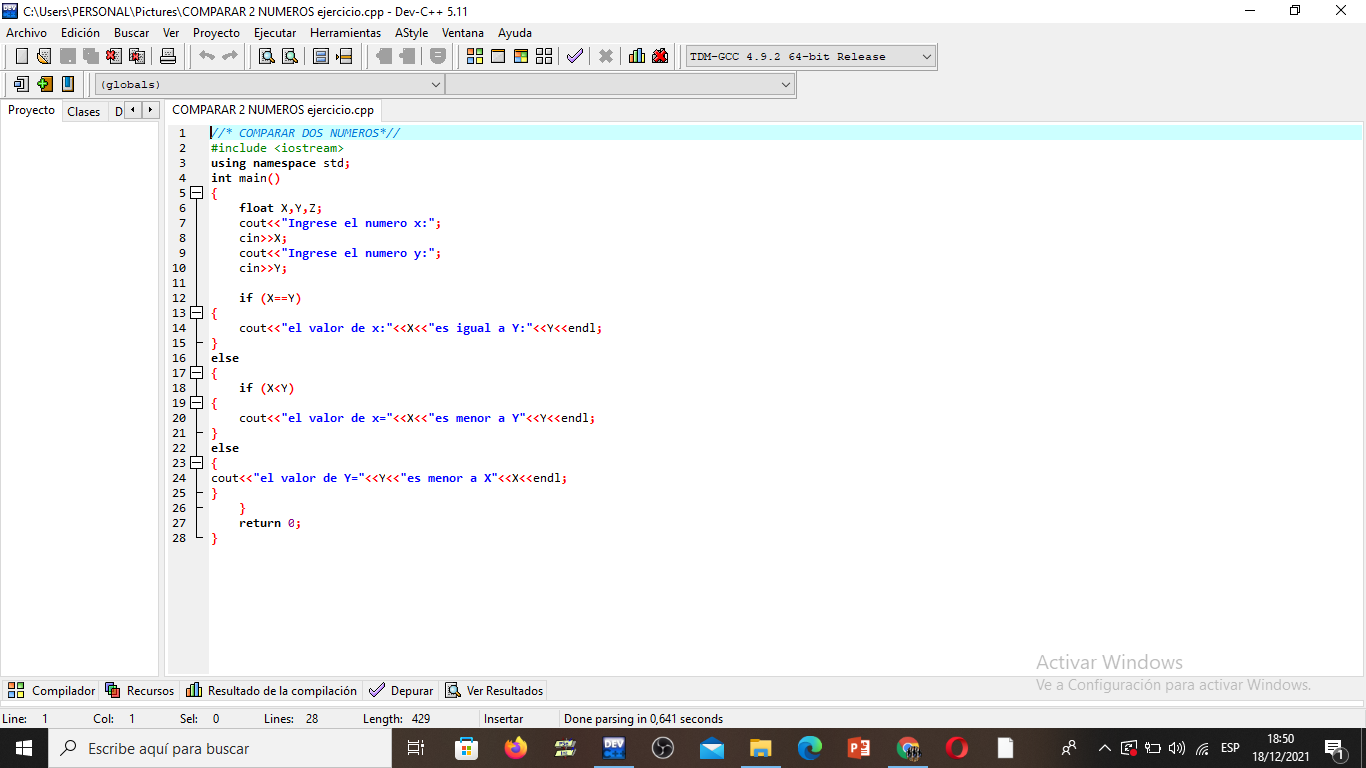 C:\Users\PERSONAL\Pictures\COMPARAR 2 NUMEROS ejercicio.cpp - Dev-C++ 5.11
Archivo Edición Buscar Ver Proyecto Ejecutar Herramientas AStyle Ventana Ayuda
TDM-GCC 4.9.2 64-bit Release
(globals)
Proyecto Clases D COMPARAR 2 NUMEROS ejercicio.cpp
1 //* COMPARAR DOS NUMEROS*//
2 #include <iostream>
3 using namespace std;
4 int main()
5 {
6 float X,Y,Z;
7 cout<<"Ingrese el numero x:";
8 cin>>X;
9 cout<<"Ingrese el numero y:";
10 cin>>Y;
11
12 if (X==Y)
13 {
14 cout<<"el valor de x:"<<X<<"es igual a Y:"<<Y<<endl;
15 }
16 else
17 {
18 if (X<Y)
19 {
20 cout<<"el valor de x="<<X<<"es menor a Y"<<Y<<endl;
21 }
22 else
23 {
24 cout<<"el valor de Y="<<Y<<"es menor a X"<<X<<endl;
25 }
26 }
27 return 0;
28 }
Activar Windows
Ve a Configuración para activar Windows.
Compilador Recursos Resultado de la compilación Depurar Ver Resultados
Line: 1 Col: 1 Sel: 0 Lines: 28 Length: 429 Insertar Done parsing in 0,641 seconds
Escribe aquí para buscar
DEV
ESP
18:50
18/12/2021
1